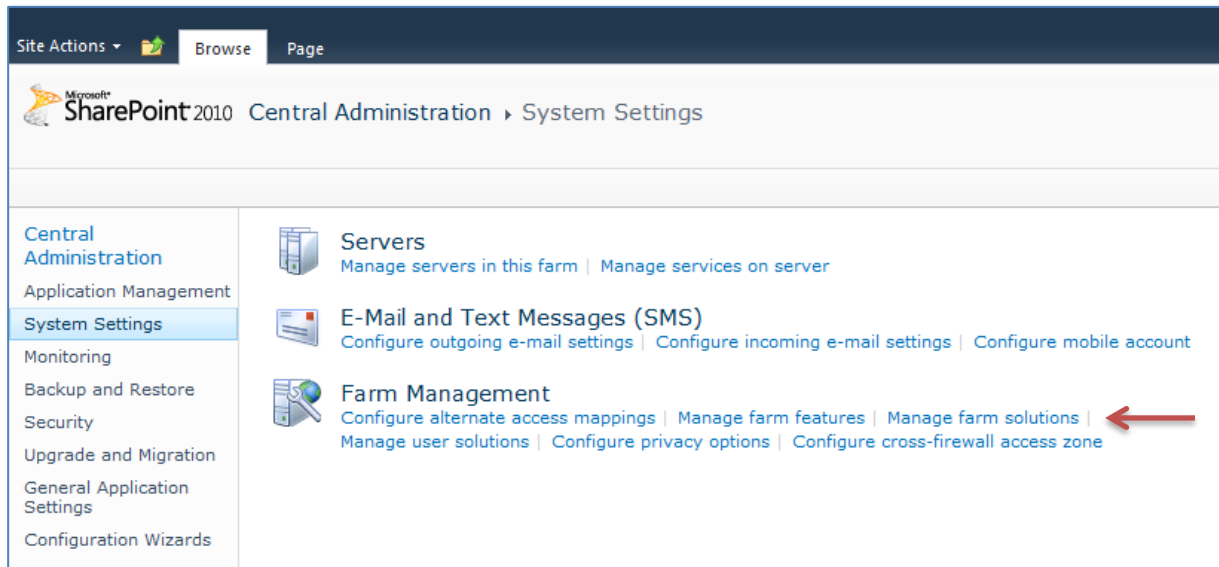 Site Actions Browse Page
Microsoft®
SharePoint® 2010 Central Administration ▸ System Settings
Central
Administration
Application Management
System Settings
Monitoring
Backup and Restore
Security
Upgrade and Migration
General Application
Settings
Configuration Wizards
Servers
Manage servers in this farm | Manage services on server
E-Mail and Text Messages (SMS)
Configure outgoing e-mail settings | Configure incoming e-mail settings | Configure mobile account
Farm Management
Configure alternate access mappings | Manage farm features | Manage farm solutions |
Manage user solutions | Configure privacy options | Configure cross-firewall access zone